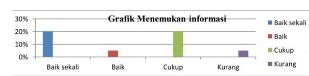 Grafik Menemukan informasi
30%
20%
10%
0%
Baik sekali
Baik
Cukup
Kurang
Baik sekali
Baik
Cukup
Kurang